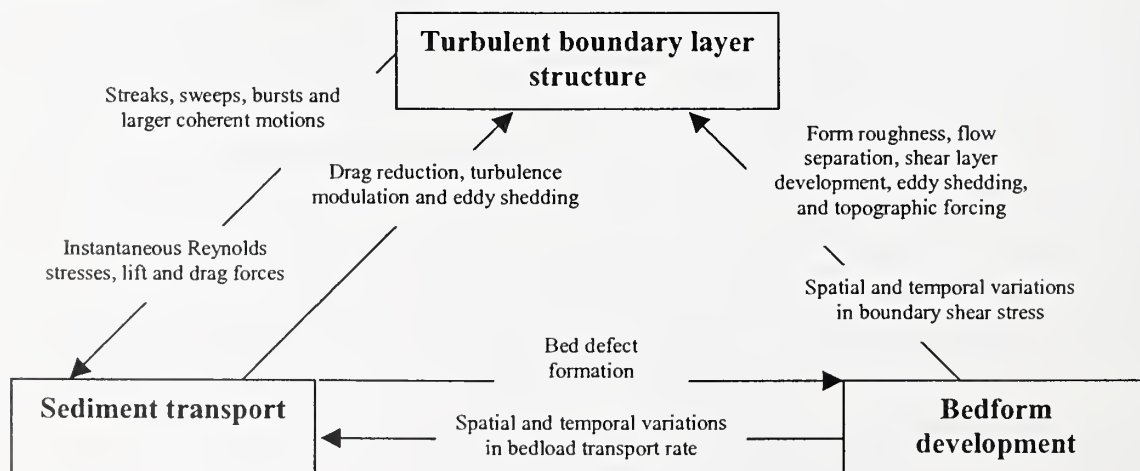 Turbulent boundary layer
structure
Streaks, sweeps, bursts and
larger coherent motions
Drag reduction, turbulence
modulation and eddy shedding
Form roughness, flow
separation, shear layer
development, eddy shedding,
and topographic forcing
Instantaneous Reynolds
stresses, lift and drag forces
Spatial and temporal variations
in boundary shear stress
Bed defect
formation
Sediment transport
Spatial and temporal variations
in bedload transport rate
Bedform
development